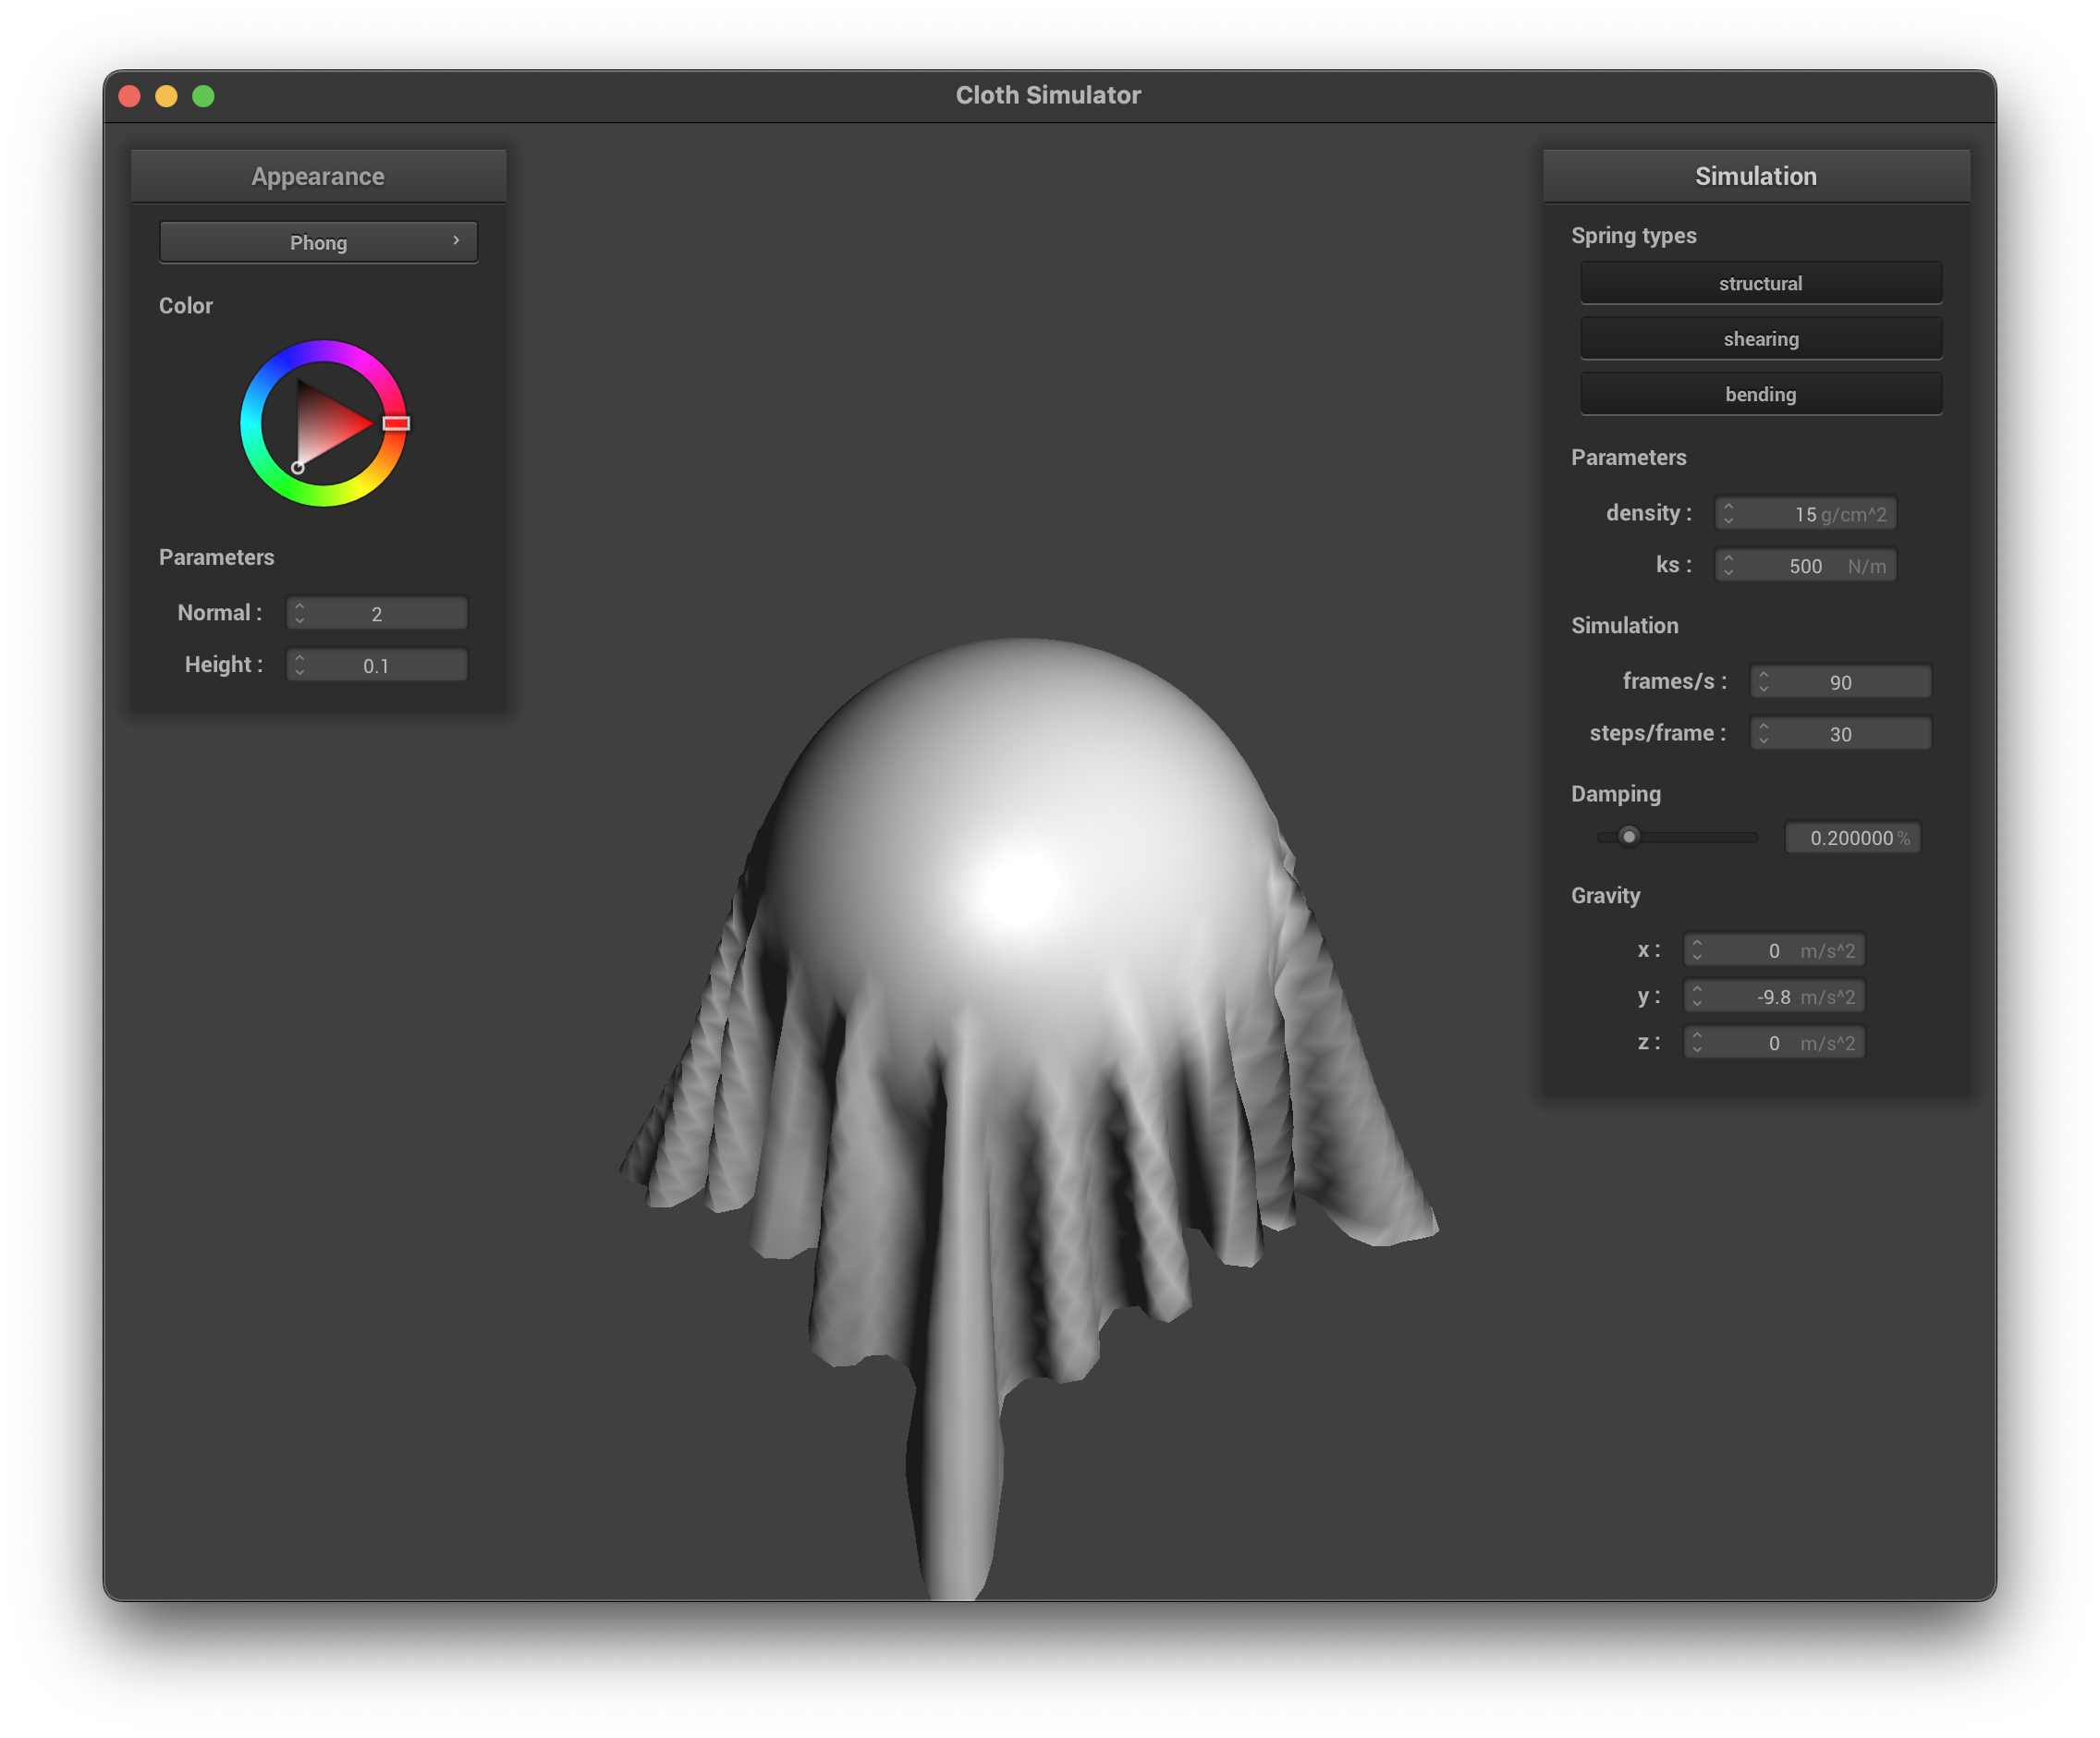 Cloth Simulator
Appearance
Phong
Color
Parameters
Normal : 2
Height : 0.1
Simulation
Spring types
structural
shearing
bending
Parameters
density : 15 g/cm^2
ks : 500 N/m
Simulation
frames/s : 90
steps/frame : 30
Damping
0.200000 %
Gravity
x : 0 m/s^2
y : -9.8 m/s^2
z : 0 m/s^2